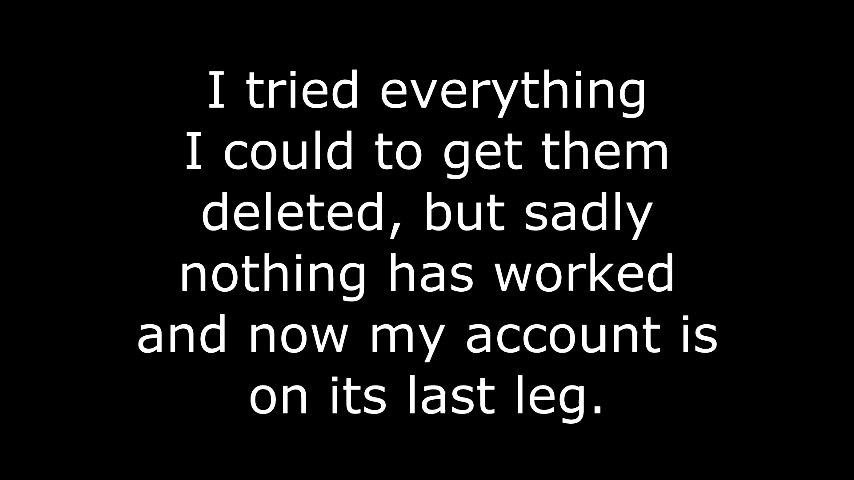 I tried everything
I could to get them
deleted, but sadly
nothing has worked
and now my account is
on its last leg.